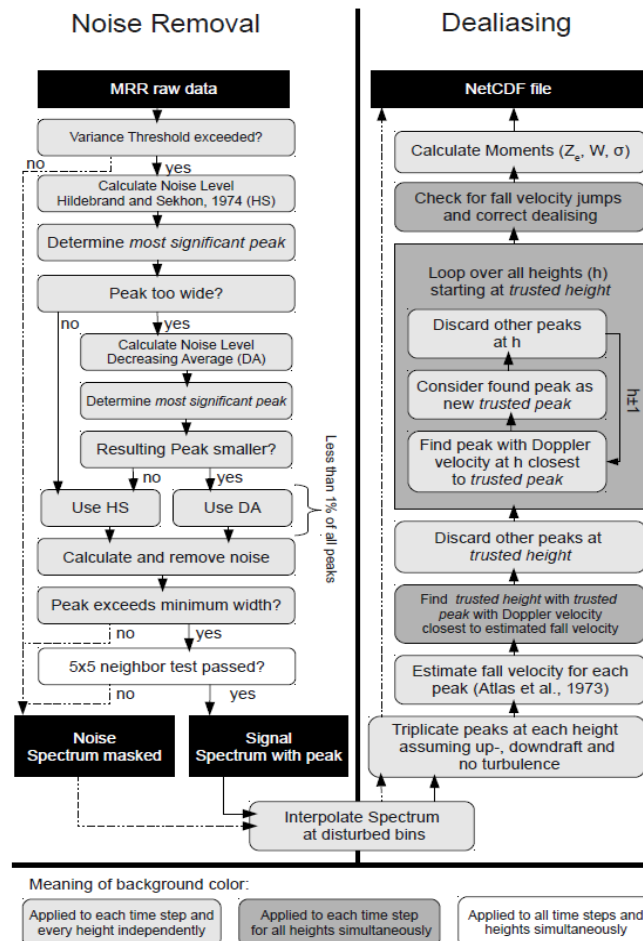 Noise Removal
MRR raw data
Variance Threshold exceeded?
no
yes
Calculate Noise Level
Hildebrand and Sekhon, 1974 (HS)
Determine most significant peak
Peak too wide?
no
yes
Calculate Noise Level
Decreasing Average (DA)
Determine most significant peak
Resulting Peak smaller?
no
yes
Use HS
Use DA
Less than 1% of all peaks
Calculate and remove noise
Peak exceeds minimum width?
no
yes
5x5 neighbor test passed?
no
yes
Noise
Spectrum masked
Signal
Spectrum with peak
Interpolate Spectrum
at disturbed bins
Dealiasing
NetCDF file
Calculate Moments (Ze, W, σ)
Check for fall velocity jumps
and correct dealising
Loop over all heights (h)
starting at trusted height
Discard other peaks
at h
Consider found peak as
new trusted peak
Find peak with Doppler
velocity at h closest
to trusted peak
h±1
Discard other peaks at
trusted height
Find trusted height with trusted
peak with Doppler velocity
closest to estimated fall velocity
Estimate fall velocity for each
peak (Atlas et al., 1973)
Triplicate peaks at each height
assuming up-, downdraft and
no turbulence
Meaning of background color:
Applied to each time step and
every height independently
Applied to each time step
for all heights simultaneously
Applied to all time steps and
heights simultaneously